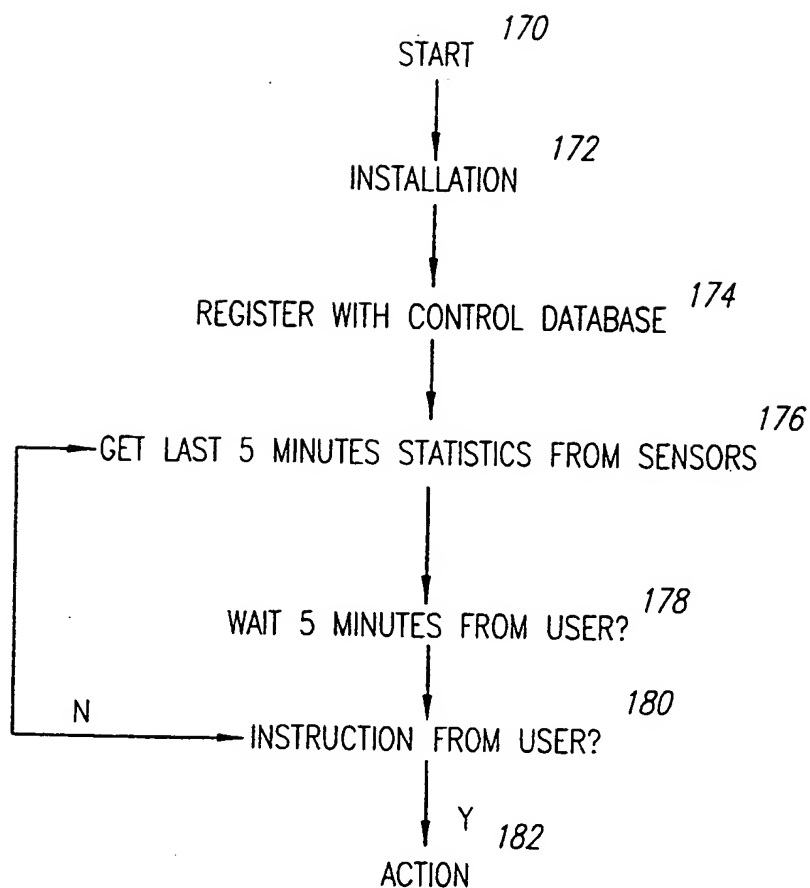 START 170
INSTALLATION 172
REGISTER WITH CONTROL DATABASE 174
GET LAST 5 MINUTES STATISTICS FROM SENSORS 176
WAIT 5 MINUTES FROM USER? 178
N
INSTRUCTION FROM USER? 180
Y
ACTION 182